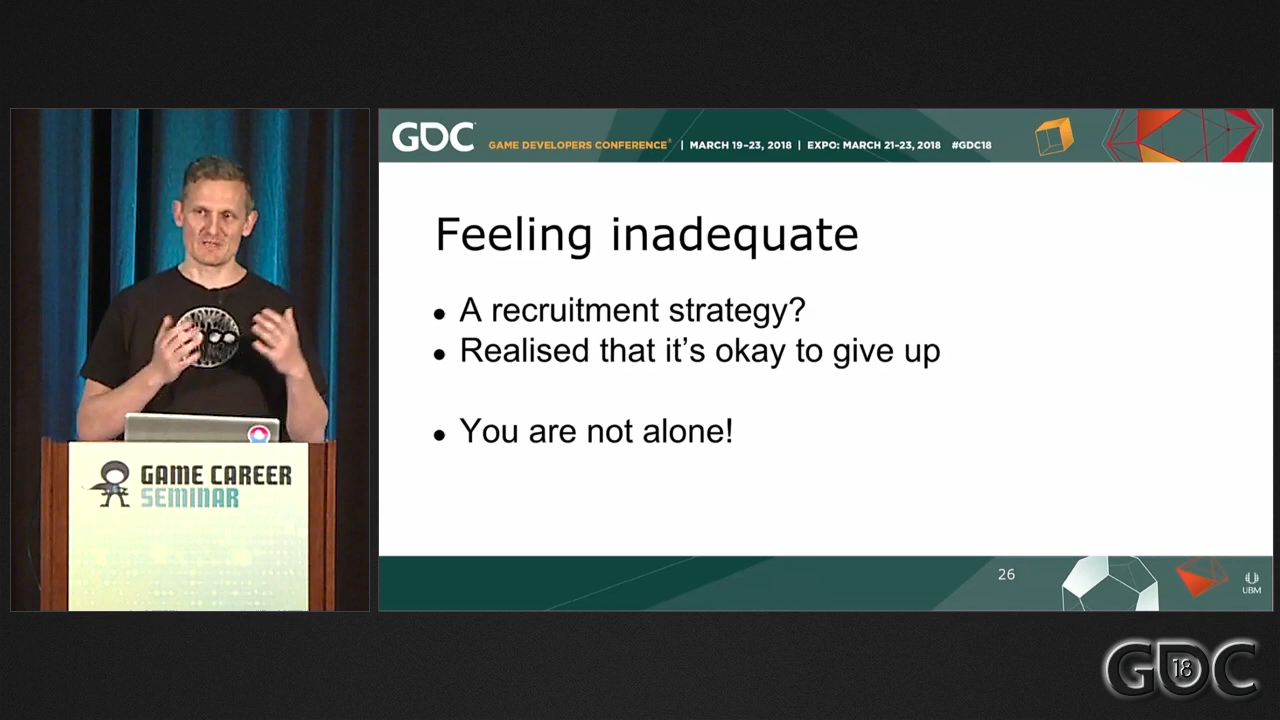 GDC
GAME DEVELOPERS CONFERENCE® | MARCH 19–23, 2018 | EXPO: MARCH 21–23, 2018 #GDC18
Feeling inadequate
• A recruitment strategy?
• Realised that it's okay to give up
• You are not alone!
GAME CAREER
SEMINAR
26
UBM
GDC
18